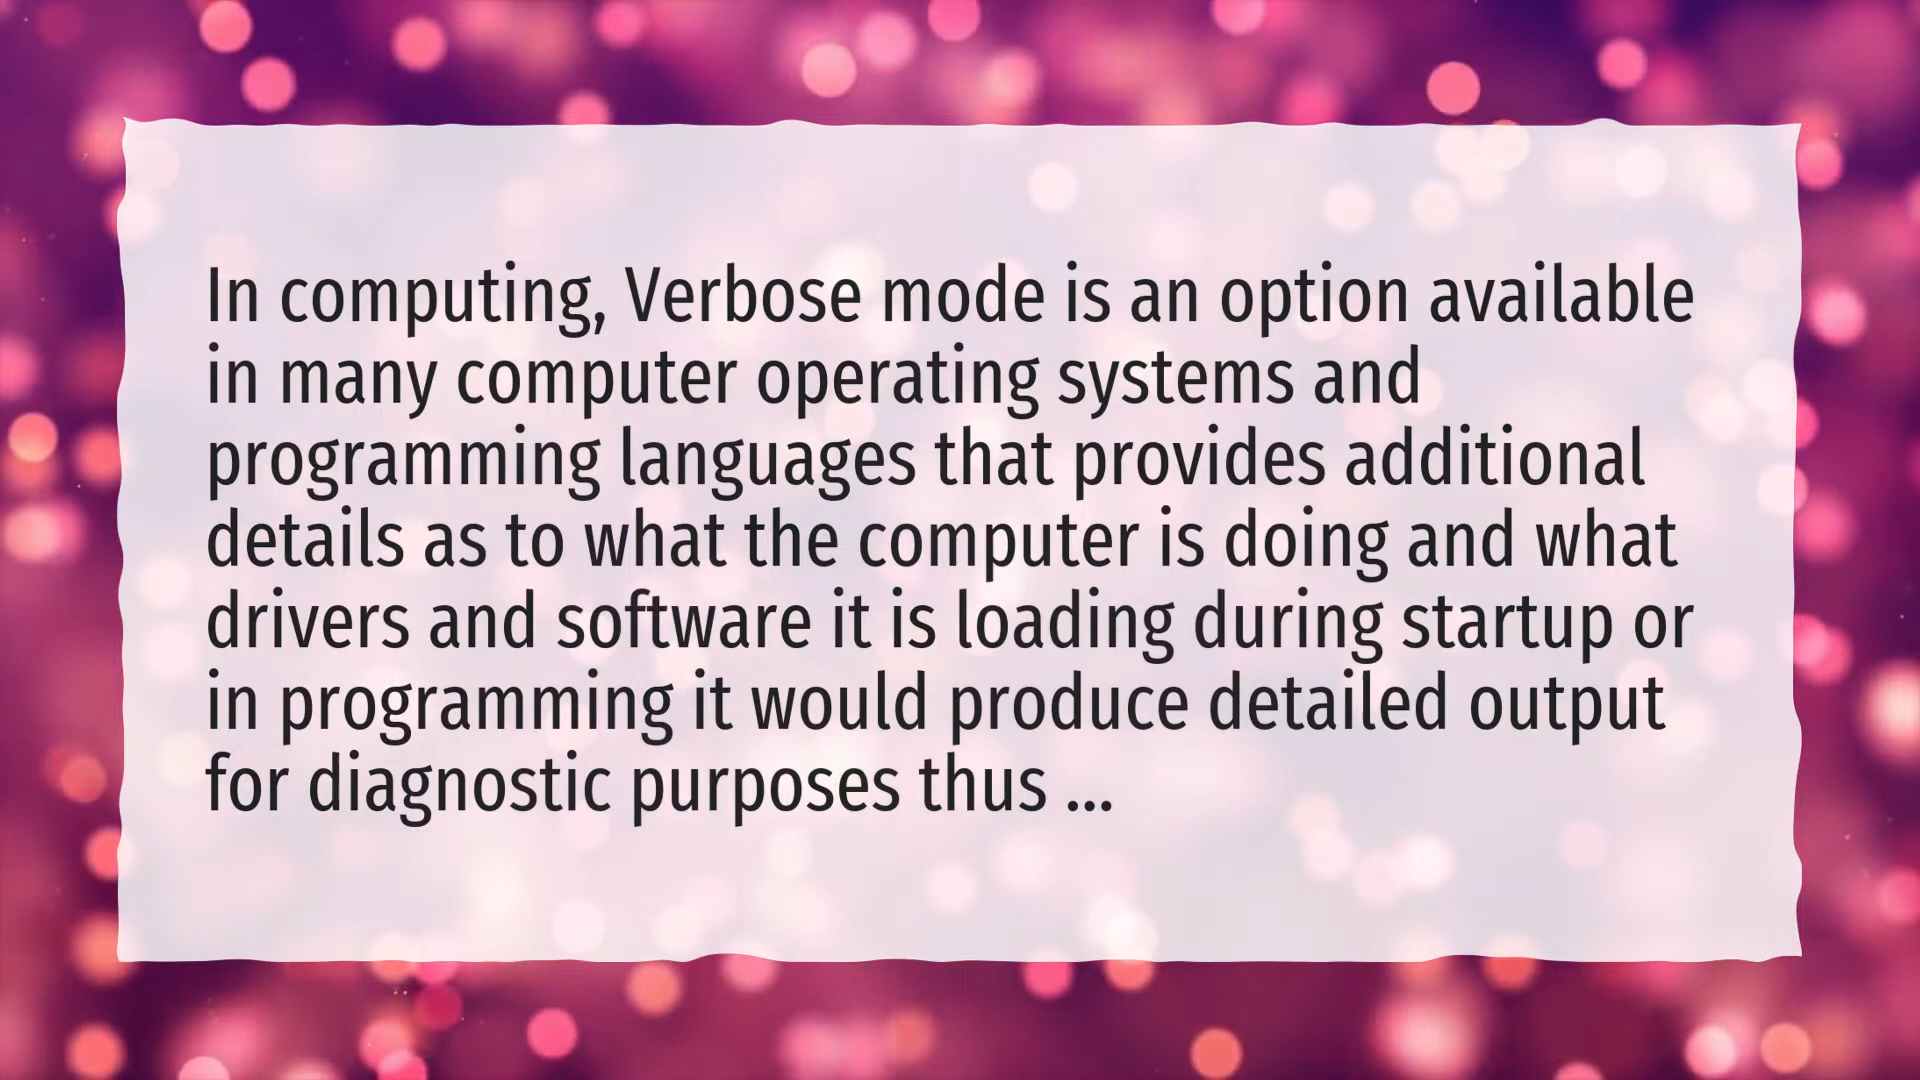 In computing, Verbose mode is an option available
in many computer operating systems and
programming languages that provides additional
details as to what the computer is doing and what
drivers and software it is loading during startup or
in programming it would produce detailed output
for diagnostic purposes thus ...